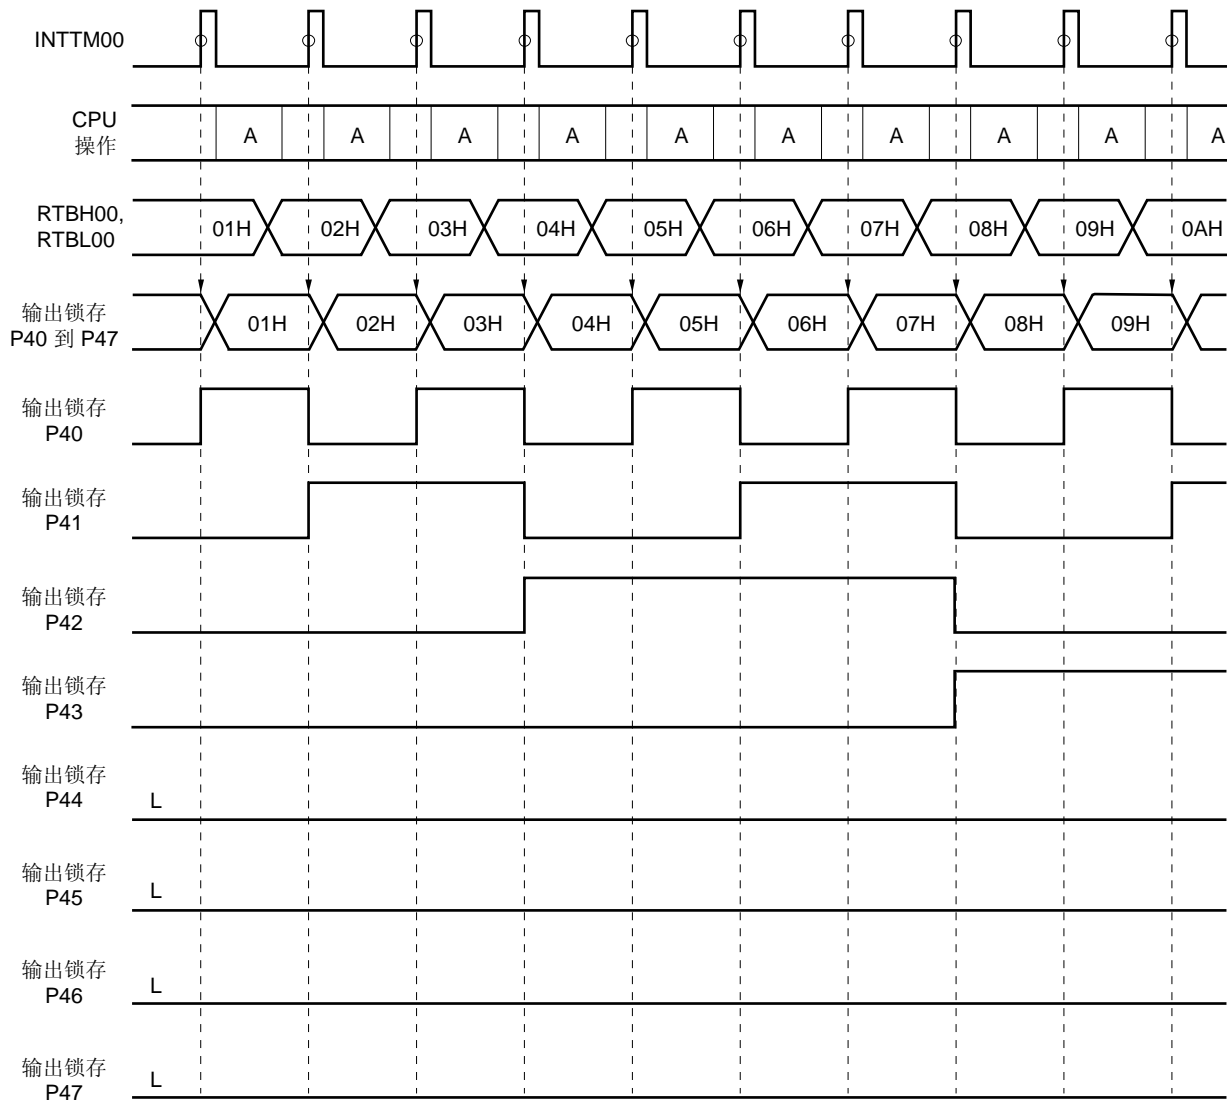 INTTM00
CPU
操作
A A A A A A A A A A
RTBH00,
RTBL00
01H 02H 03H 04H 05H 06H 07H 08H 09H 0AH
输出锁存
P40 到 P47
01H 02H 03H 04H 05H 06H 07H 08H 09H
输出锁存
P40
输出锁存
P41
输出锁存
P42
输出锁存
P43
输出锁存
P44
L
输出锁存
P45
L
输出锁存
P46
L
输出锁存
P47
L